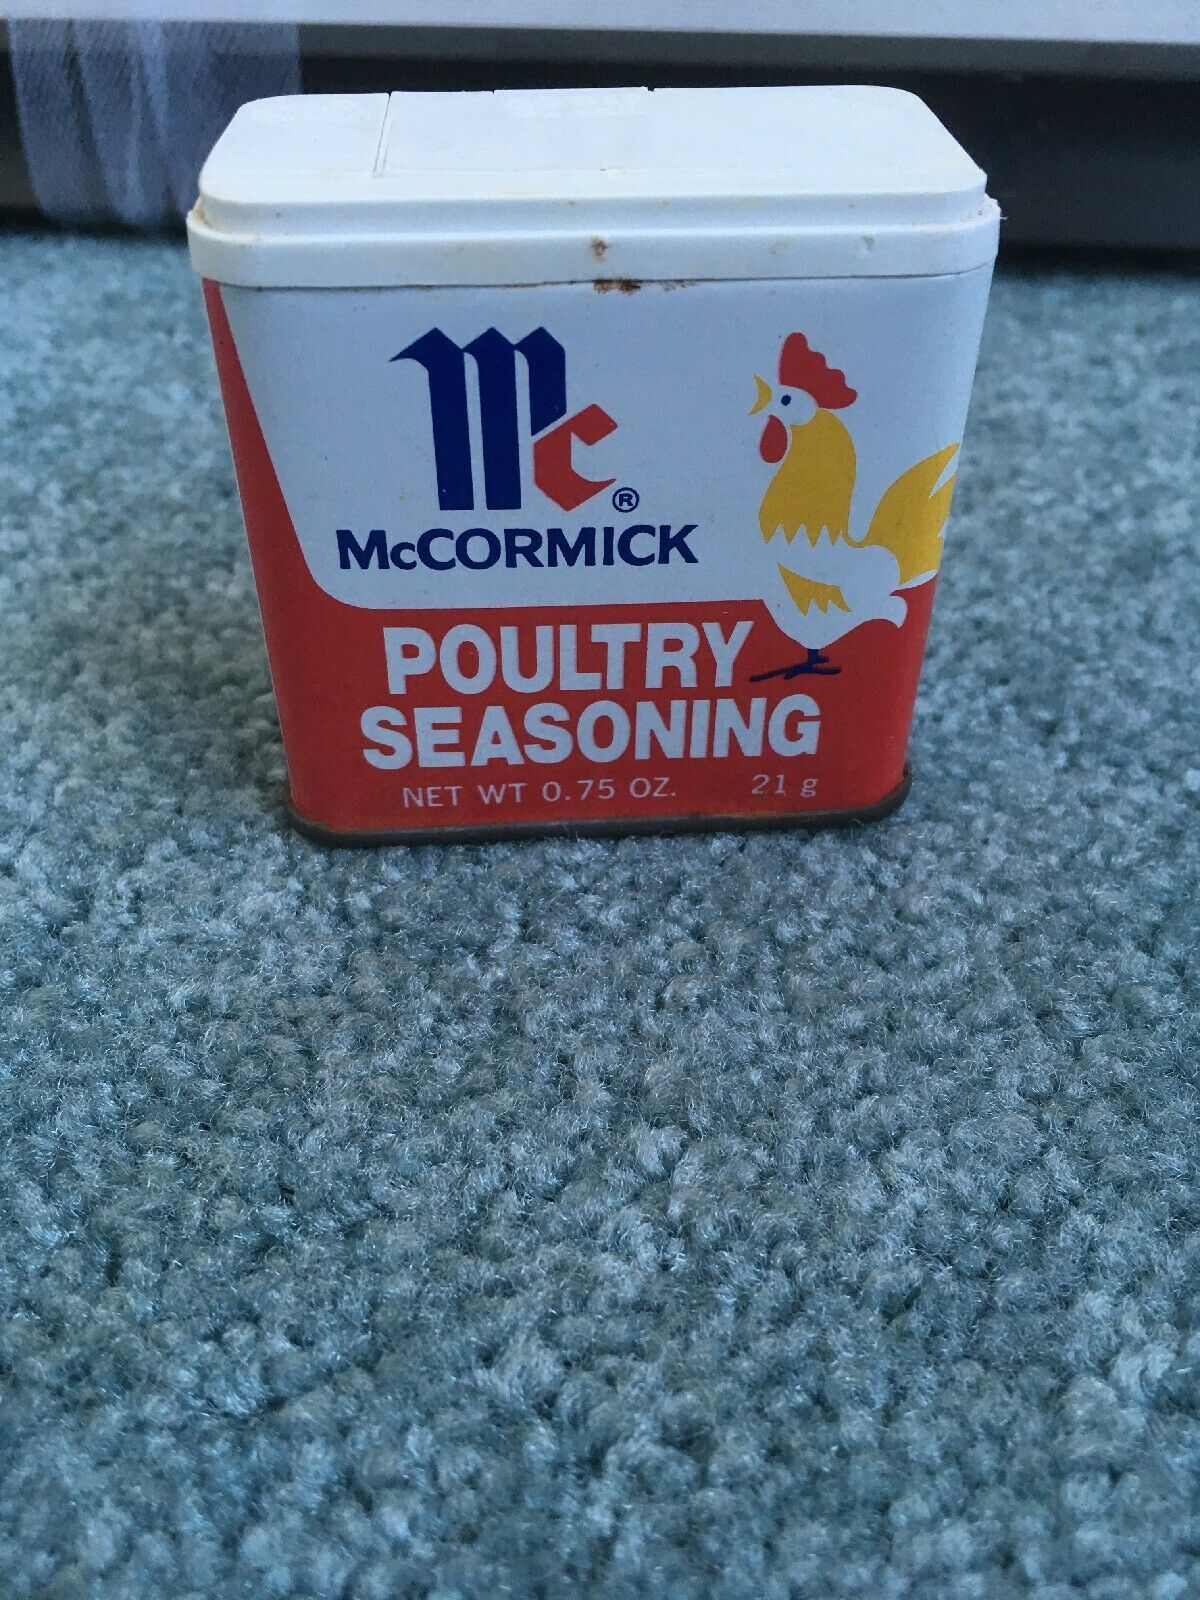 Mc®
McCORMICK
POULTRY
SEASONING
NET WT 0.75 OZ. 21 g